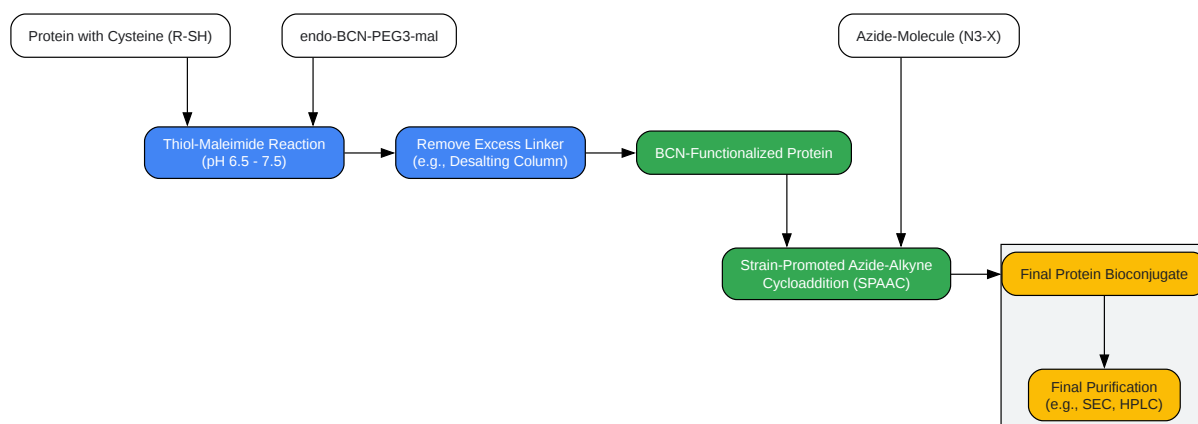 Protein with Cysteine (R-SH)
endo-BCN-PEG3-mal
Azide-Molecule (N3-X)
Thiol-Maleimide Reaction
(pH 6.5 - 7.5)
Remove Excess Linker
(e.g., Desalting Column)
BCN-Functionalized Protein
Strain-Promoted Azide-Alkyne
Cycloaddition (SPAAC)
Final Protein Bioconjugate
Final Purification
(e.g., SEC, HPLC)